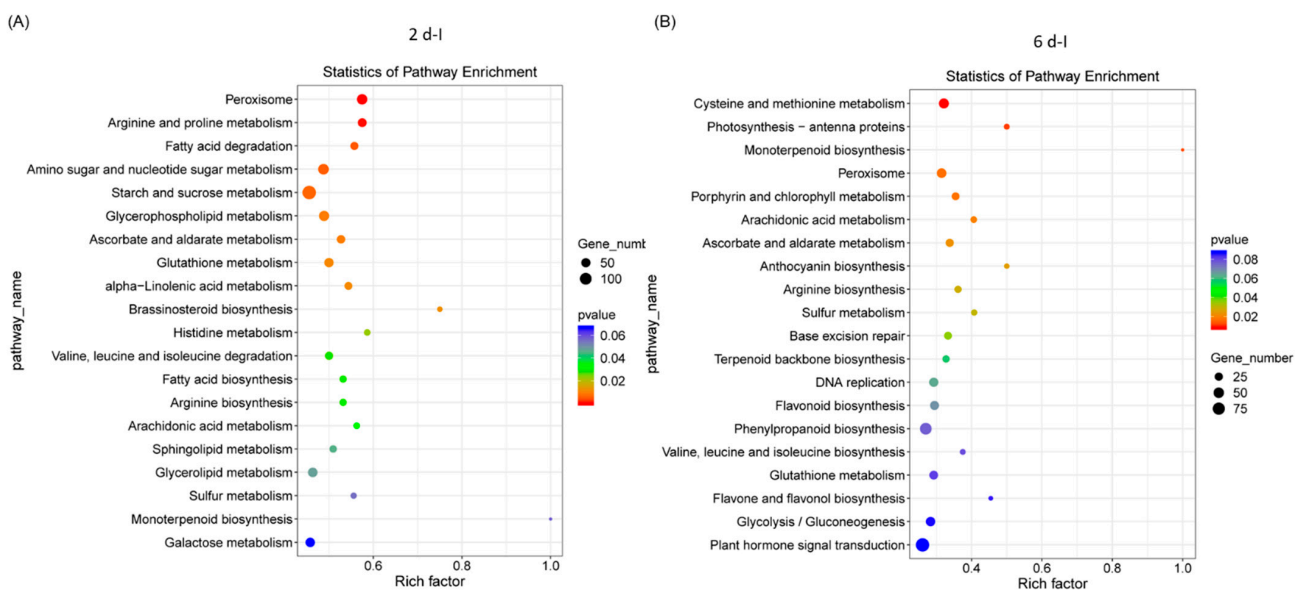 (A)
2 d-I
Statistics of Pathway Enrichment
pathway_name
Peroxisome
Arginine and proline metabolism
Fatty acid degradation
Amino sugar and nucleotide sugar metabolism
Starch and sucrose metabolism
Glycerophospholipid metabolism
Ascorbate and aldarate metabolism
Glutathione metabolism
alpha−Linolenic acid metabolism
Brassinosteroid biosynthesis
Histidine metabolism
Valine, leucine and isoleucine degradation
Fatty acid biosynthesis
Arginine biosynthesis
Arachidonic acid metabolism
Sphingolipid metabolism
Glycerolipid metabolism
Sulfur metabolism
Monoterpenoid biosynthesis
Galactose metabolism
0.6 0.8 1.0
Rich factor
Gene_numb
50
100
pvalue
0.06
0.04
0.02
(B)
6 d-I
Statistics of Pathway Enrichment
pathway_name
Cysteine and methionine metabolism
Photosynthesis − antenna proteins
Monoterpenoid biosynthesis
Peroxisome
Porphyrin and chlorophyll metabolism
Arachidonic acid metabolism
Ascorbate and aldarate metabolism
Anthocyanin biosynthesis
Arginine biosynthesis
Sulfur metabolism
Base excision repair
Terpenoid backbone biosynthesis
DNA replication
Flavonoid biosynthesis
Phenylpropanoid biosynthesis
Valine, leucine and isoleucine biosynthesis
Glutathione metabolism
Flavone and flavonol biosynthesis
Glycolysis / Gluconeogenesis
Plant hormone signal transduction
0.4 0.6 0.8 1.0
Rich factor
pvalue
0.08
0.06
0.04
0.02
Gene_number
25
50
75